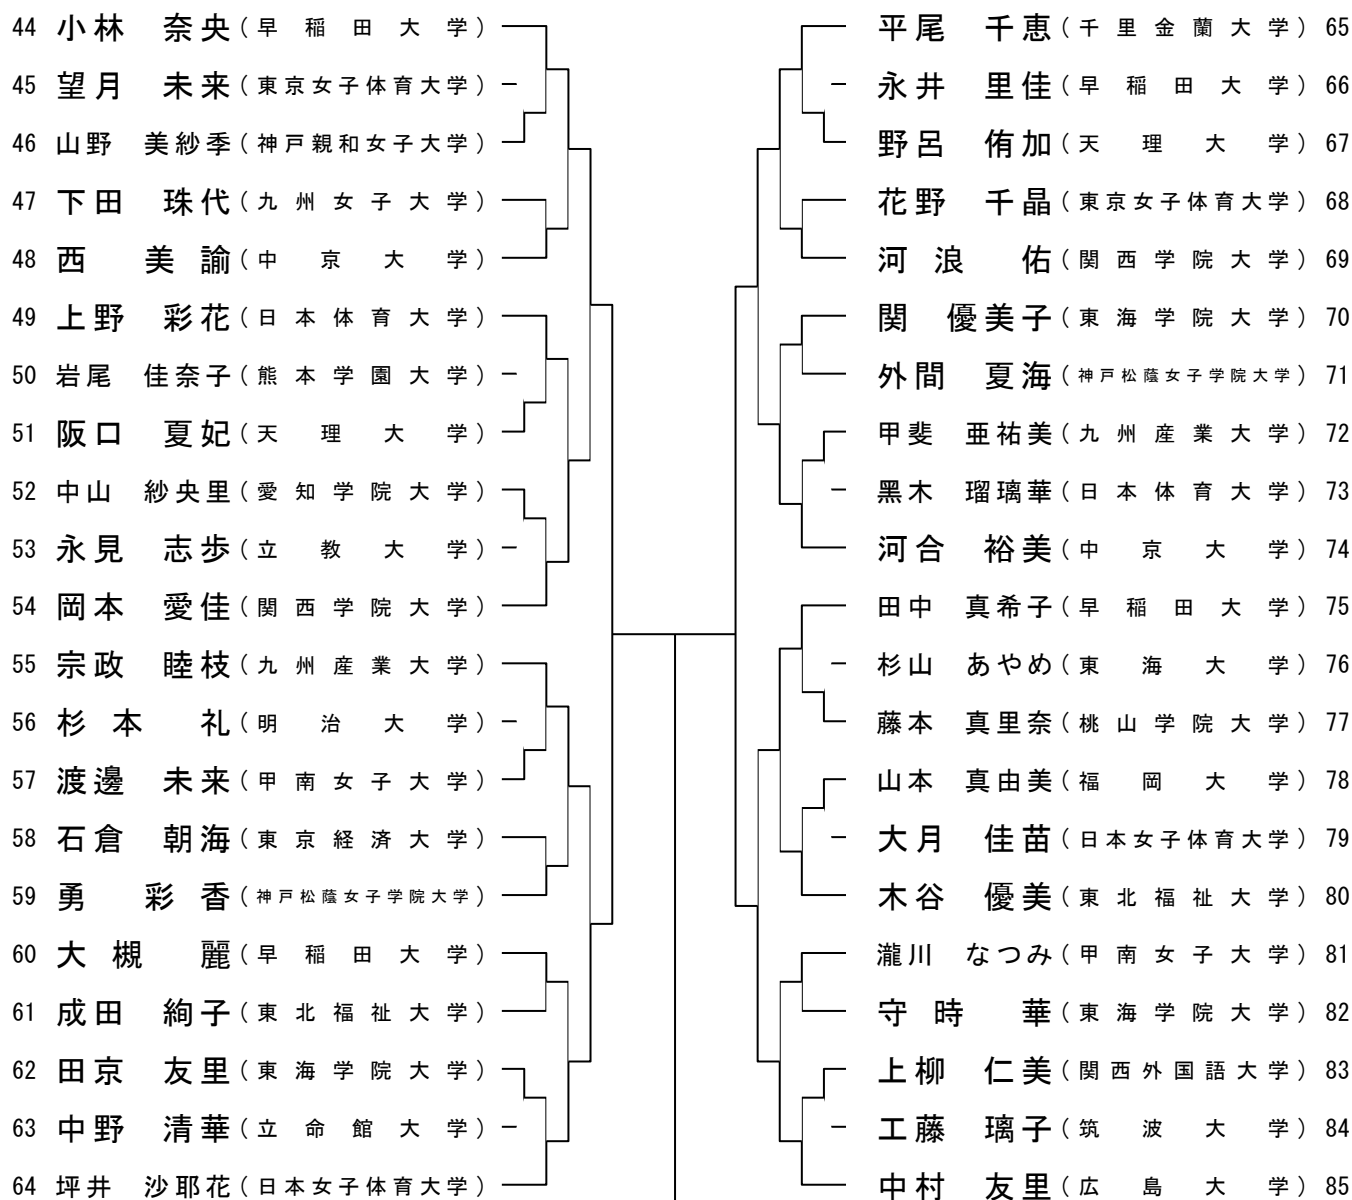 44 小林 奈央 (早稲田大学)
45 望月 未来 (東京女子体育大学)
46 山野 美紗季 (神戸親和女子大学)
47 下田 珠代 (九州女子大学)
48 西 美諭 (中京大学)
49 上野 彩花 (日本体育大学)
50 岩尾 佳奈子 (熊本学園大学)
51 阪口 夏妃 (天理大学)
52 中山 紗央里 (愛知学院大学)
53 永見 志歩 (立教大学)
54 岡本 愛佳 (関西学院大学)
55 宗政 睦枝 (九州産業大学)
56 杉本 礼 (明治大学)
57 渡邊 未来 (甲南女子大学)
58 石倉 朝海 (東京経済大学)
59 勇 彩香 (神戸松蔭女子学院大学)
60 大槻 麗 (早稲田大学)
61 成田 絢子 (東北福祉大学)
62 田京 友里 (東海学院大学)
63 中野 清華 (立命館大学)
64 坪井 沙耶花 (日本女子体育大学)
平尾 千恵 (千里金蘭大学) 65
永井 里佳 (早稲田大学) 66
野呂 侑加 (天理大学) 67
花野 千晶 (東京女子体育大学) 68
河浪 佑 (関西学院大学) 69
関 優美子 (東海学院大学) 70
外間 夏海 (神戸松蔭女子学院大学) 71
甲斐 亜祐美 (九州産業大学) 72
黑木 瑠璃華 (日本体育大学) 73
河合 裕美 (中京大学) 74
田中 真希子 (早稲田大学) 75
杉山 あやめ (東海大学) 76
藤本 真里奈 (桃山学院大学) 77
山本 真由美 (福岡大学) 78
大月 佳苗 (日本女子体育大学) 79
木谷 優美 (東北福祉大学) 80
瀧川 なつみ (甲南女子大学) 81
守時 華 (東海学院大学) 82
上柳 仁美 (関西外国語大学) 83
工藤 璃子 (筑波大学) 84
中村 友里 (広島大学) 85